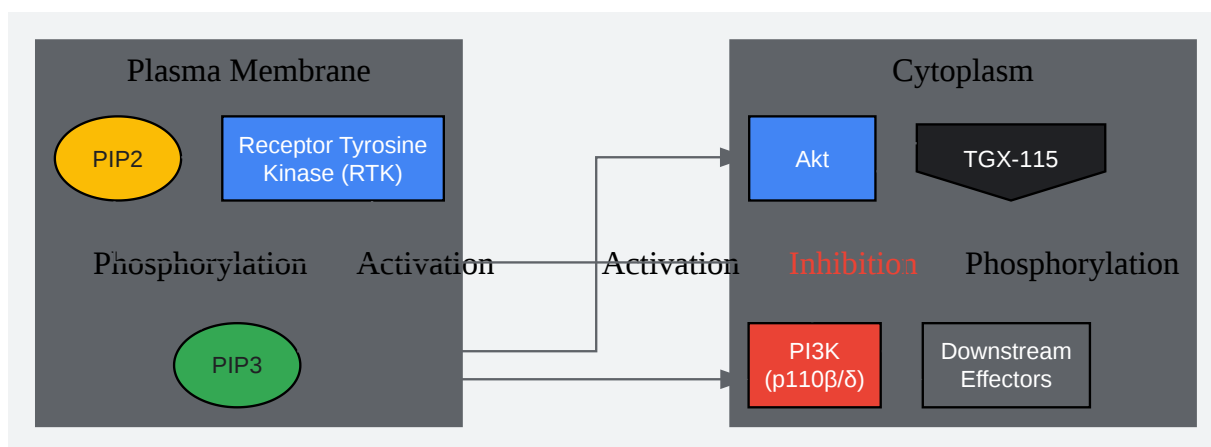 Plasma Membrane
Cytoplasm
PIP2
Receptor Tyrosine
Kinase (RTK)
Akt
TGX-115
Phosphorylation
Activation
Activation
Inhibition
Phosphorylation
PIP3
PI3K
(p110β/δ)
Downstream
Effectors